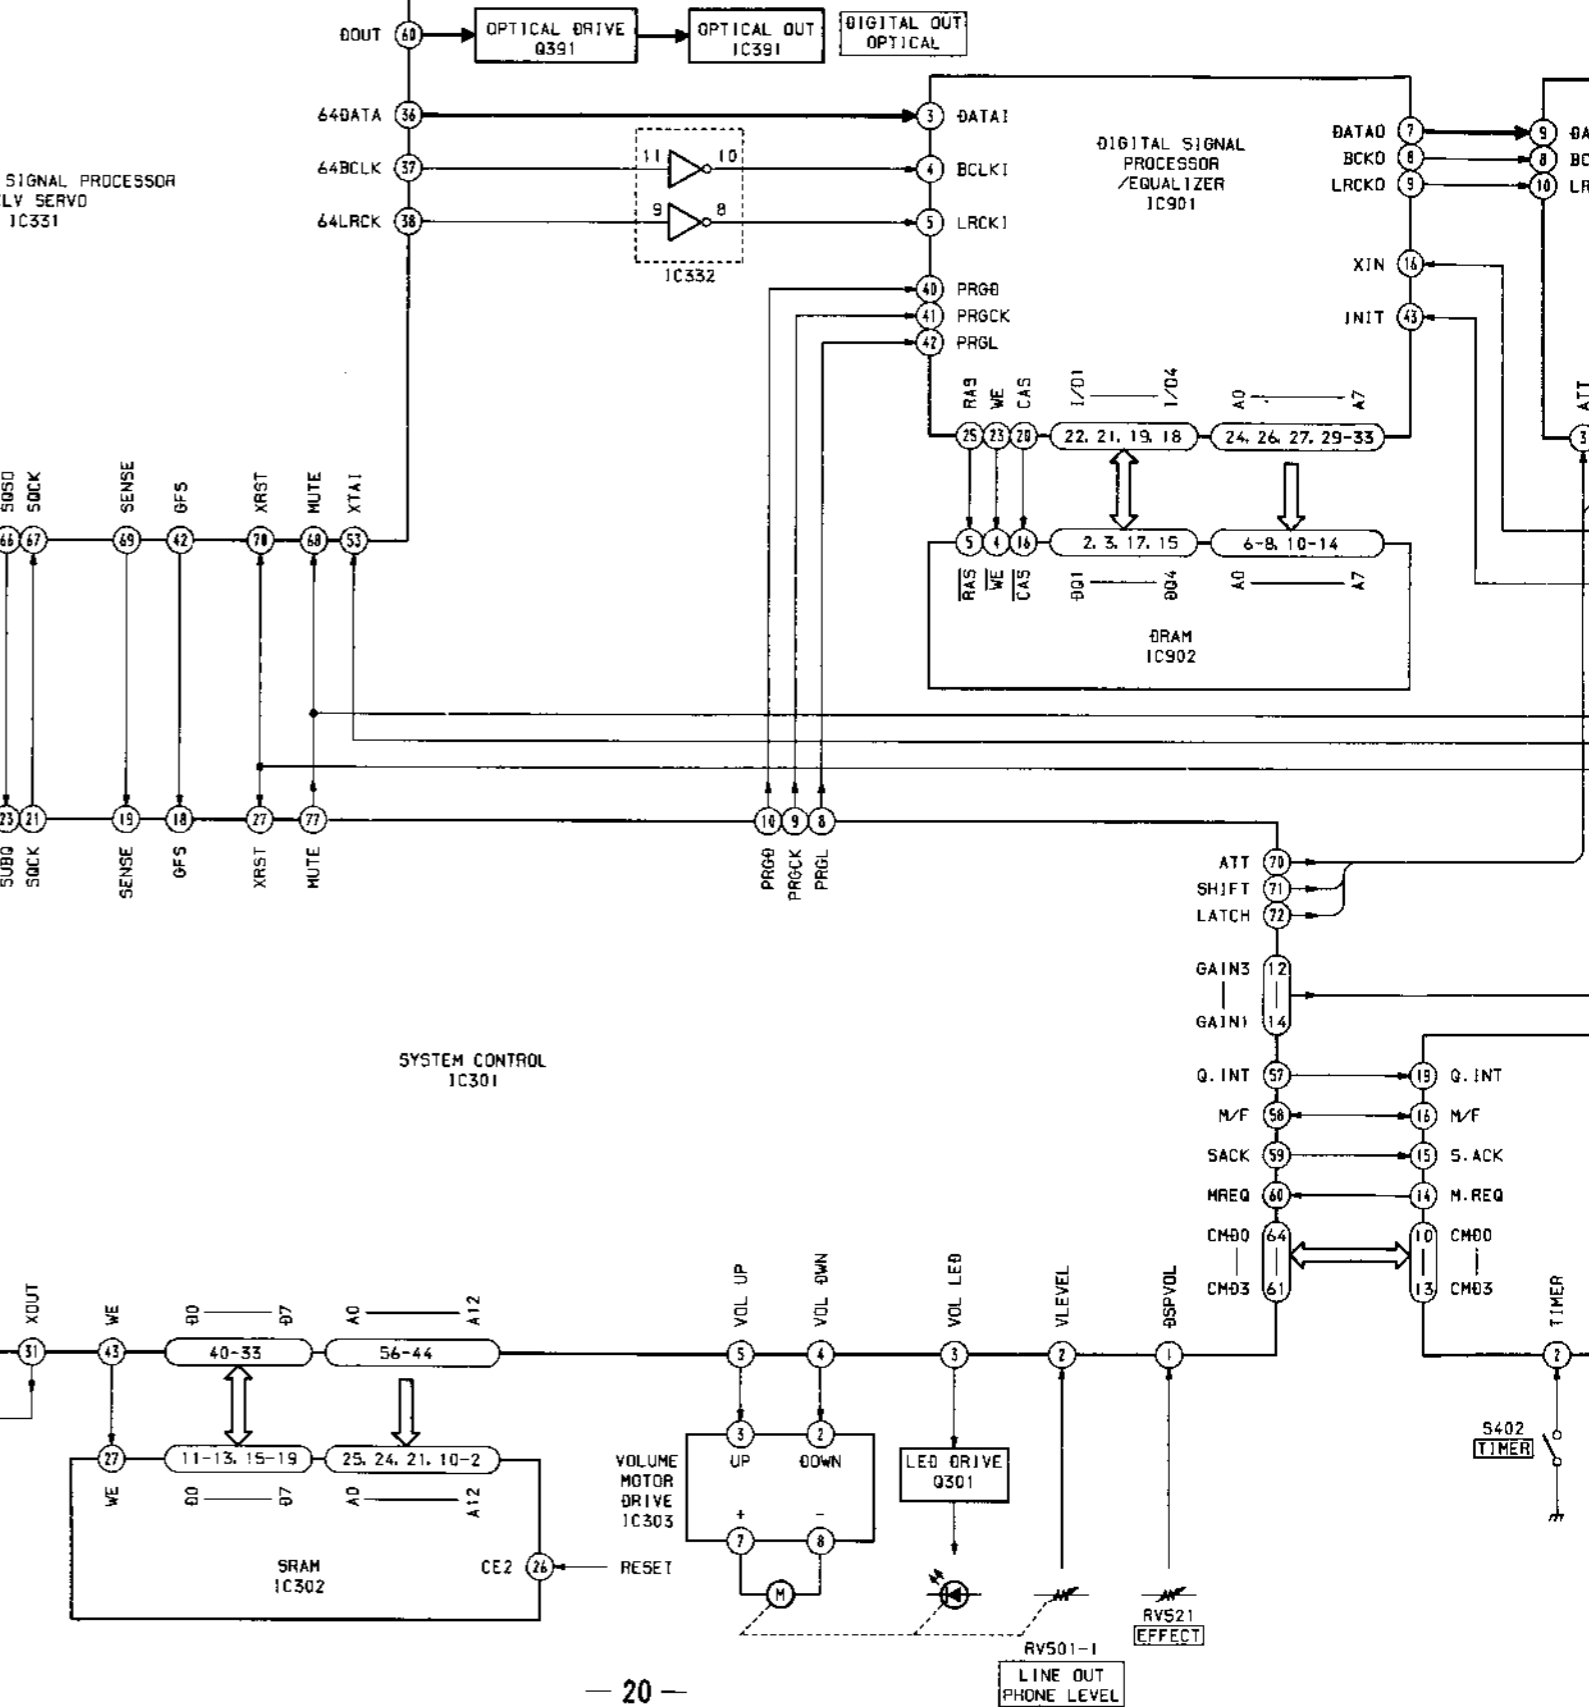 DOUT
60
OPTICAL DRIVE
Q391
OPTICAL OUT
IC391
DIGITAL OUT
OPTICAL
64DATA
36
3
DATAI
64BCLK
37
11
10
4
BCLKI
64LRCK
38
9
8
5
LRCKI
IC332
SIGNAL PROCESSOR
CLV SERVO
IC331
DIGITAL SIGNAL
PROCESSOR
/EQUALIZER
IC901
DATAO
7
BCKO
8
LRCKO
9
9
8
10
XIN
16
INIT
43
40
PRGD
41
PRGCK
42
PRGL
RAS
WE
CAS
I/O1
I/O4
A0
A7
ATT
25
23
20
22, 21, 19, 18
24, 26, 27, 29-33
3
SQSO
SQCK
SENSE
GFS
XRST
MUTE
XTAI
66
67
69
42
70
68
53
5
4
16
2, 3, 17, 15
6-8, 10-14
RAS
WE
CAS
DQ1
DQ4
A0
A7
DRAM
IC902
23
21
19
18
27
77
10
9
8
SUBQ
SQCK
SENSE
GFS
XRST
MUTE
PRGD
PRGCK
PRGL
ATT
70
SHIFT
71
LATCH
72
GAIN3
12
GAIN1
14
SYSTEM CONTROL
IC301
Q.INT
57
19
Q.INT
M/F
58
16
M/F
SACK
59
15
S.ACK
MREQ
60
14
M.REQ
CMD0
64
10
CMD0
CMD3
61
13
CMD3
XOUT
WE
D0
D7
A0
A12
VOL UP
VOL DWN
VOL LED
VLEVEL
DSPVOL
TIMER
31
43
40-33
56-44
5
4
3
2
1
2
27
11-13, 15-19
25, 24, 21, 10-2
WE
D0
D7
A0
A12
VOLUME
MOTOR
DRIVE
IC303
3
UP
2
DOWN
+
-
7
8
M
LED DRIVE
Q301
S402
TIMER
SRAM
IC302
CE2
26
RESET
RV521
EFFECT
RV501-1
LINE OUT
PHONE LEVEL
— 20 —